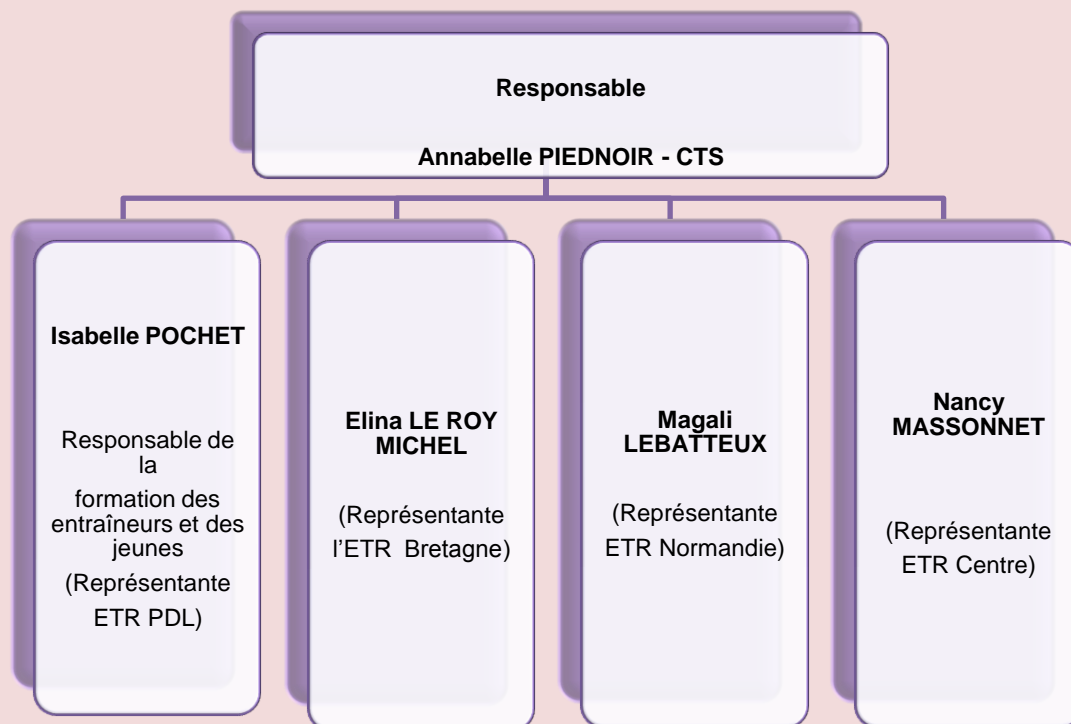 Responsable
Annabelle PIEDNOIR - CTS
Isabelle POCHET
Responsable de
la
formation des
entraîneurs et des
jeunes
(Représentante
ETR PDL)
Elina LE ROY
MICHEL
(Représentante
l'ETR Bretagne)
Magali
LEBATTEUX
(Représentante
ETR Normandie)
Nancy
MASSONNET
(Représentante
ETR Centre)